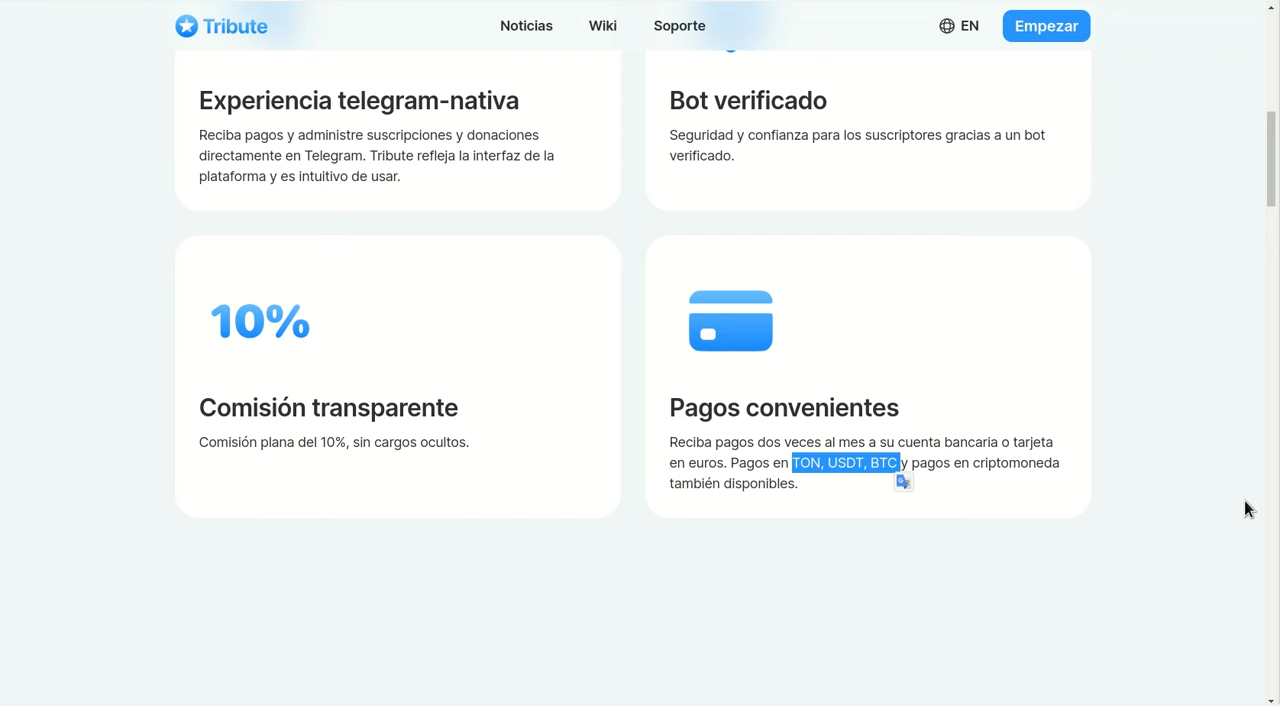 Tribute
Noticias
Wiki
Soporte
EN
Empezar
Experiencia telegram-nativa
Reciba pagos y administre suscripciones y donaciones
directamente en Telegram. Tribute refleja la interfaz de la
plataforma y es intuitivo de usar.
Bot verificado
Seguridad y confianza para los suscriptores gracias a un bot
verificado.
10%
Comisión transparente
Comisión plana del 10%, sin cargos ocultos.
Pagos convenientes
Reciba pagos dos veces al mes a su cuenta bancaria o tarjeta
en euros. Pagos en TON, USDT, BTC y pagos en criptomoneda
también disponibles.